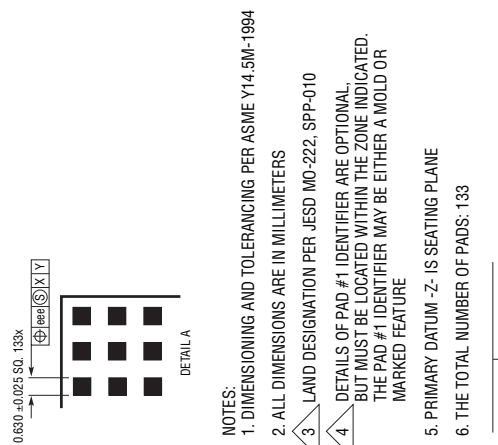 0.630 ±0.025 SQ. 133x
⌖ eee Ⓢ X Y
DETAIL A
NOTES:
1. DIMENSIONING AND TOLERANCING PER ASME Y14.5M-1994
2. ALL DIMENSIONS ARE IN MILLIMETERS
3 LAND DESIGNATION PER JESD MO-222, SPP-010
4 DETAILS OF PAD #1 IDENTIFIER ARE OPTIONAL,
BUT MUST BE LOCATED WITHIN THE ZONE INDICATED.
THE PAD #1 IDENTIFIER MAY BE EITHER A MOLD OR
MARKED FEATURE
5. PRIMARY DATUM -Z- IS SEATING PLANE
6. THE TOTAL NUMBER OF PADS: 133